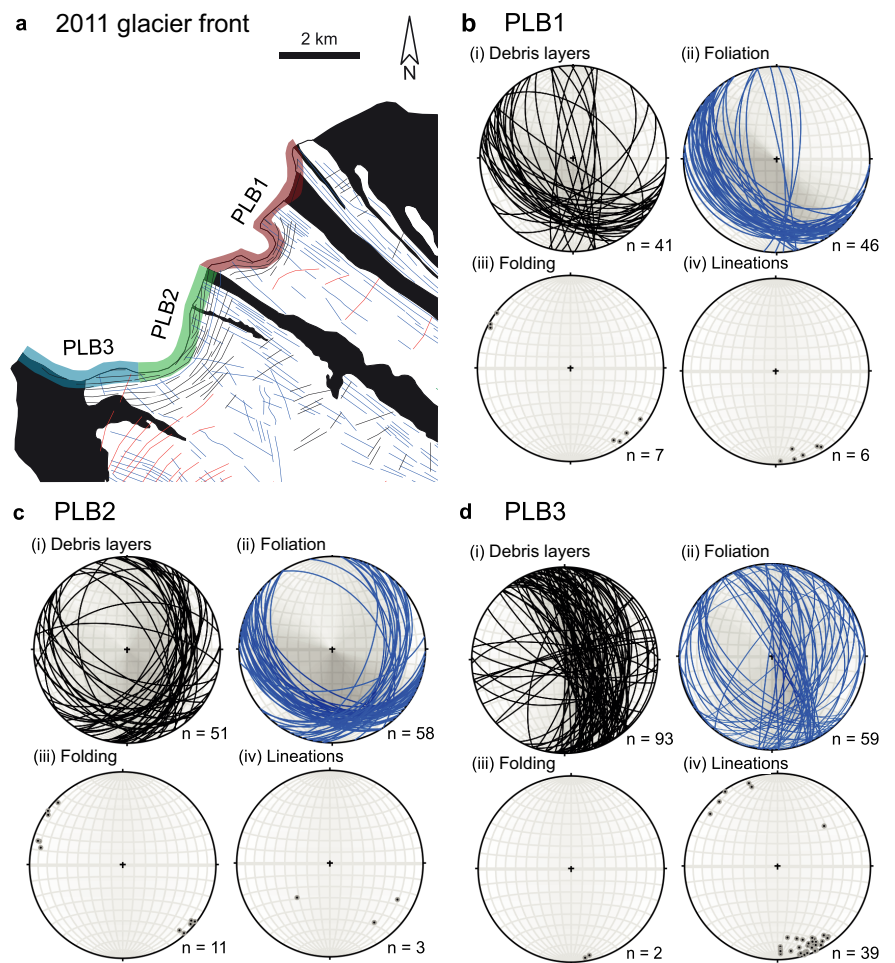 a 2011 glacier front
2 km
N
PLB1
PLB2
PLB3
b PLB1
(i) Debris layers
n = 41
(ii) Foliation
n = 46
(iii) Folding
n = 7
(iv) Lineations
n = 6
c PLB2
(i) Debris layers
n = 51
(ii) Foliation
n = 58
(iii) Folding
n = 11
(iv) Lineations
n = 3
d PLB3
(i) Debris layers
n = 93
(ii) Foliation
n = 59
(iii) Folding
n = 2
(iv) Lineations
n = 39